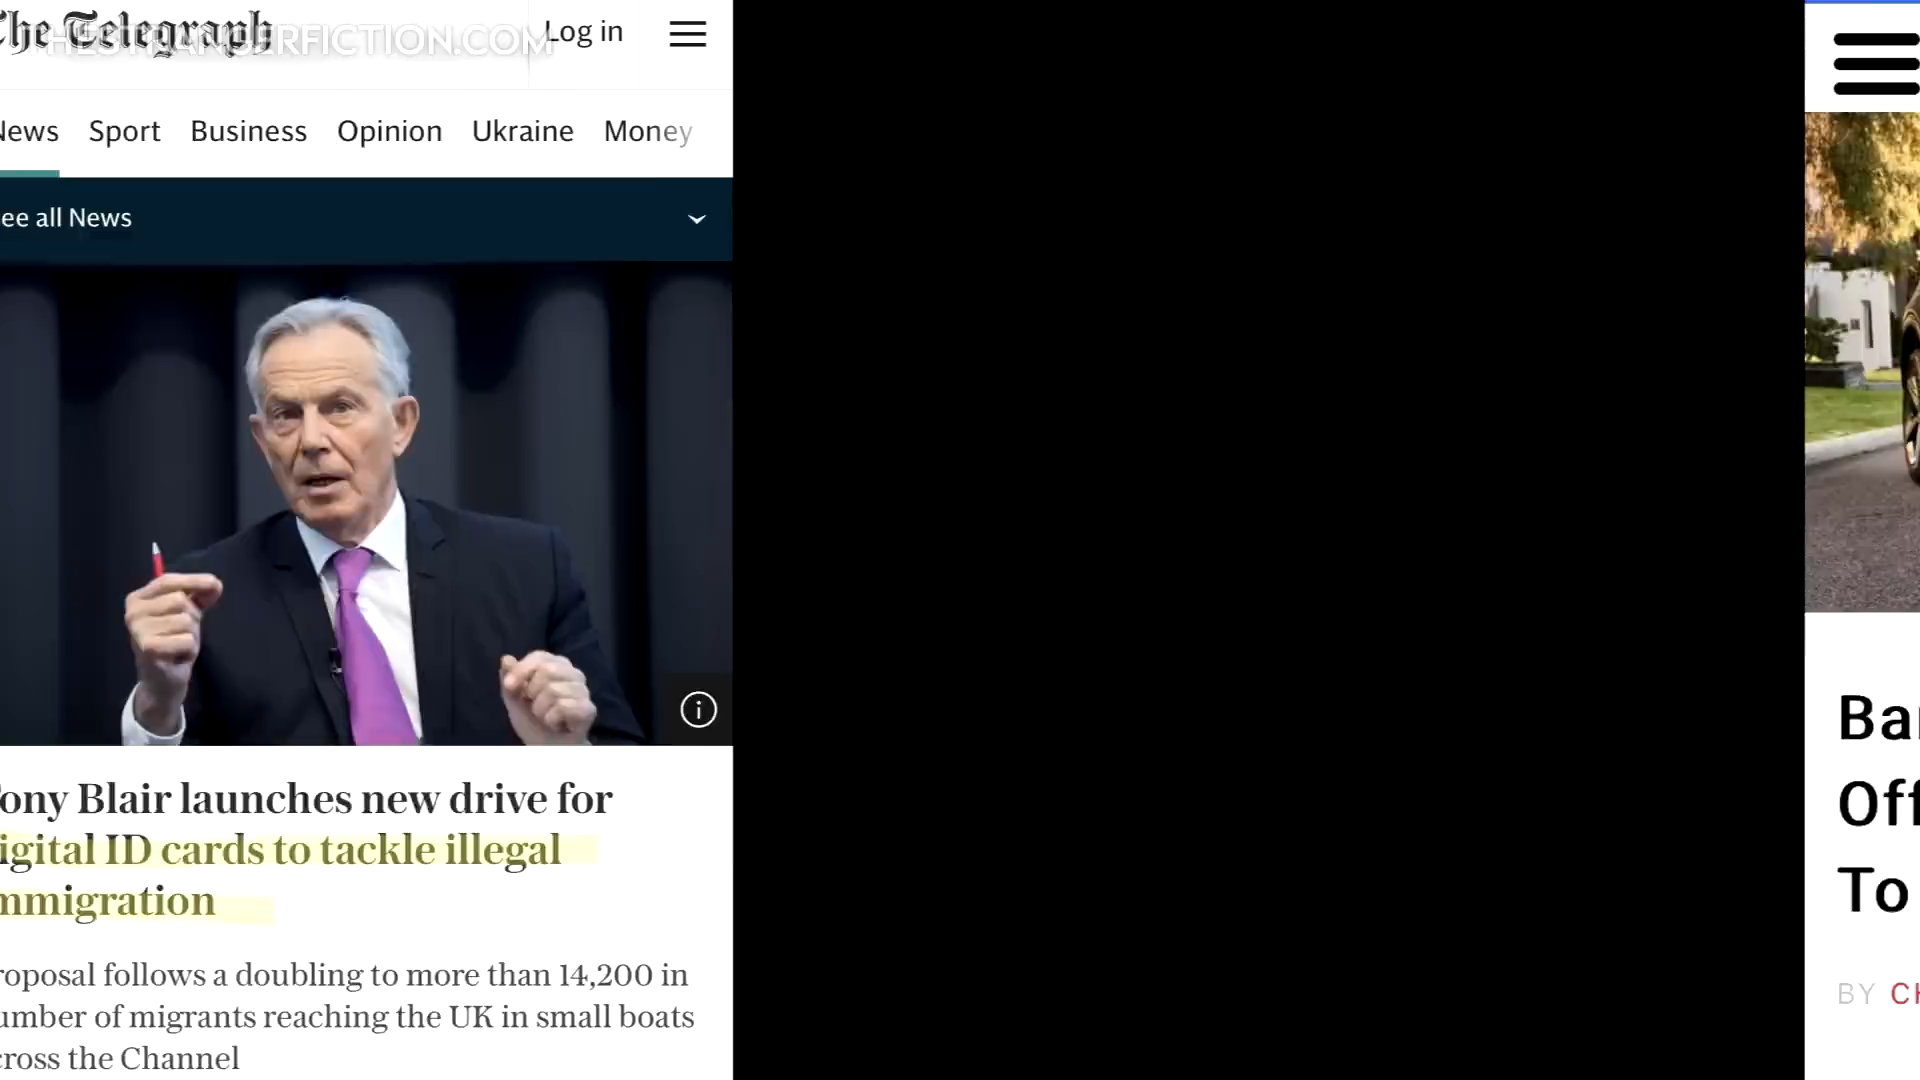 The Telegraph
THESTRANGERFICTION.COM
Log in
News Sport Business Opinion Ukraine Money
ee all News
ony Blair launches new drive for
igital ID cards to tackle illegal
mmigration
roposal follows a doubling to more than 14,200 in
umber of migrants reaching the UK in small boats
cross the Channel
Ba
Off
To
BY CH